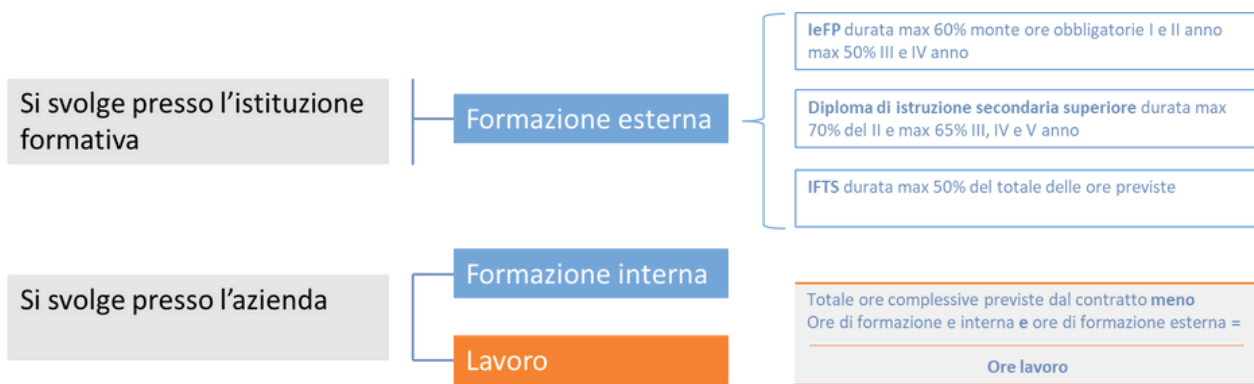 IeFP durata max 60% monte ore obbligatorie I e II anno
max 50% III e IV anno
Si svolge presso l'istituzione
formativa
Formazione esterna
Diploma di istruzione secondaria superiore durata max
70% del II e max 65% III, IV e V anno
IFTS durata max 50% del totale delle ore previste
Si svolge presso l'azienda
Formazione interna
Lavoro
Totale ore complessive previste dal contratto meno
Ore di formazione e interna e ore di formazione esterna =
Ore lavoro